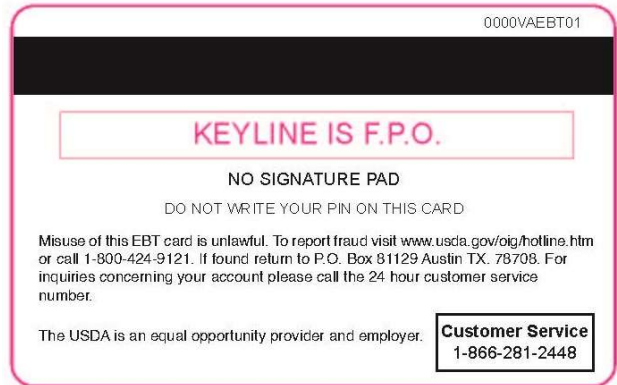 0000VAEBT01
KEYLINE IS F.P.O.
NO SIGNATURE PAD
DO NOT WRITE YOUR PIN ON THIS CARD
Misuse of this EBT card is unlawful. To report fraud visit www.usda.gov/oig/hotline.htm
or call 1-800-424-9121. If found return to P.O. Box 81129 Austin TX. 78708. For
inquiries concerning your account please call the 24 hour customer service
number.
The USDA is an equal opportunity provider and employer.
Customer Service
1-866-281-2448